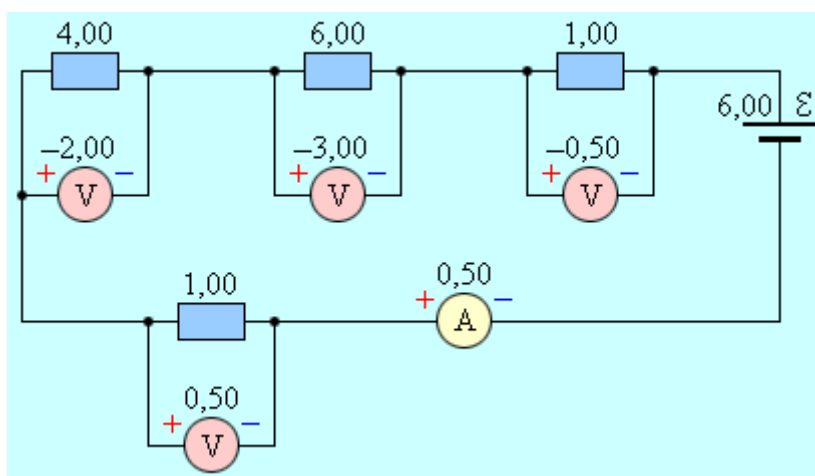 4,00 6,00 1,00
6,00 ℰ
–2,00 –3,00 –0,50
+ – + – + –
V V V
1,00 0,50
+ –
A
0,50
+ –
V